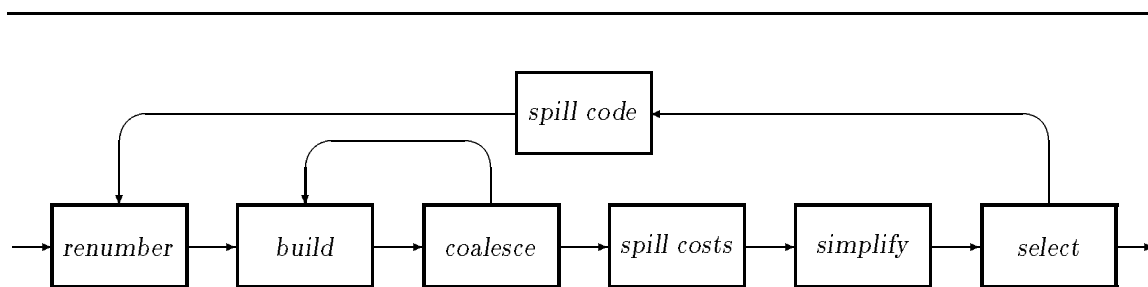 spill code
renumber
build
coalesce
spill costs
simplify
select